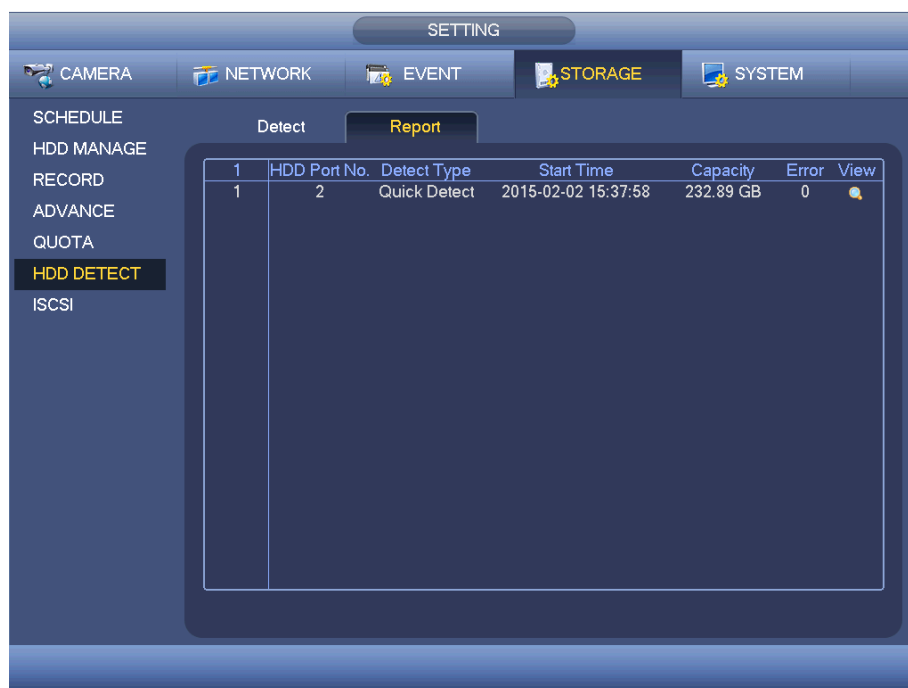 SETTING
CAMERA NETWORK EVENT STORAGE SYSTEM
SCHEDULE
HDD MANAGE
RECORD
ADVANCE
QUOTA
HDD DETECT
ISCSI
Detect Report
1 HDD Port No. Detect Type Start Time Capacity Error View
1 2 Quick Detect 2015-02-02 15:37:58 232.89 GB 0